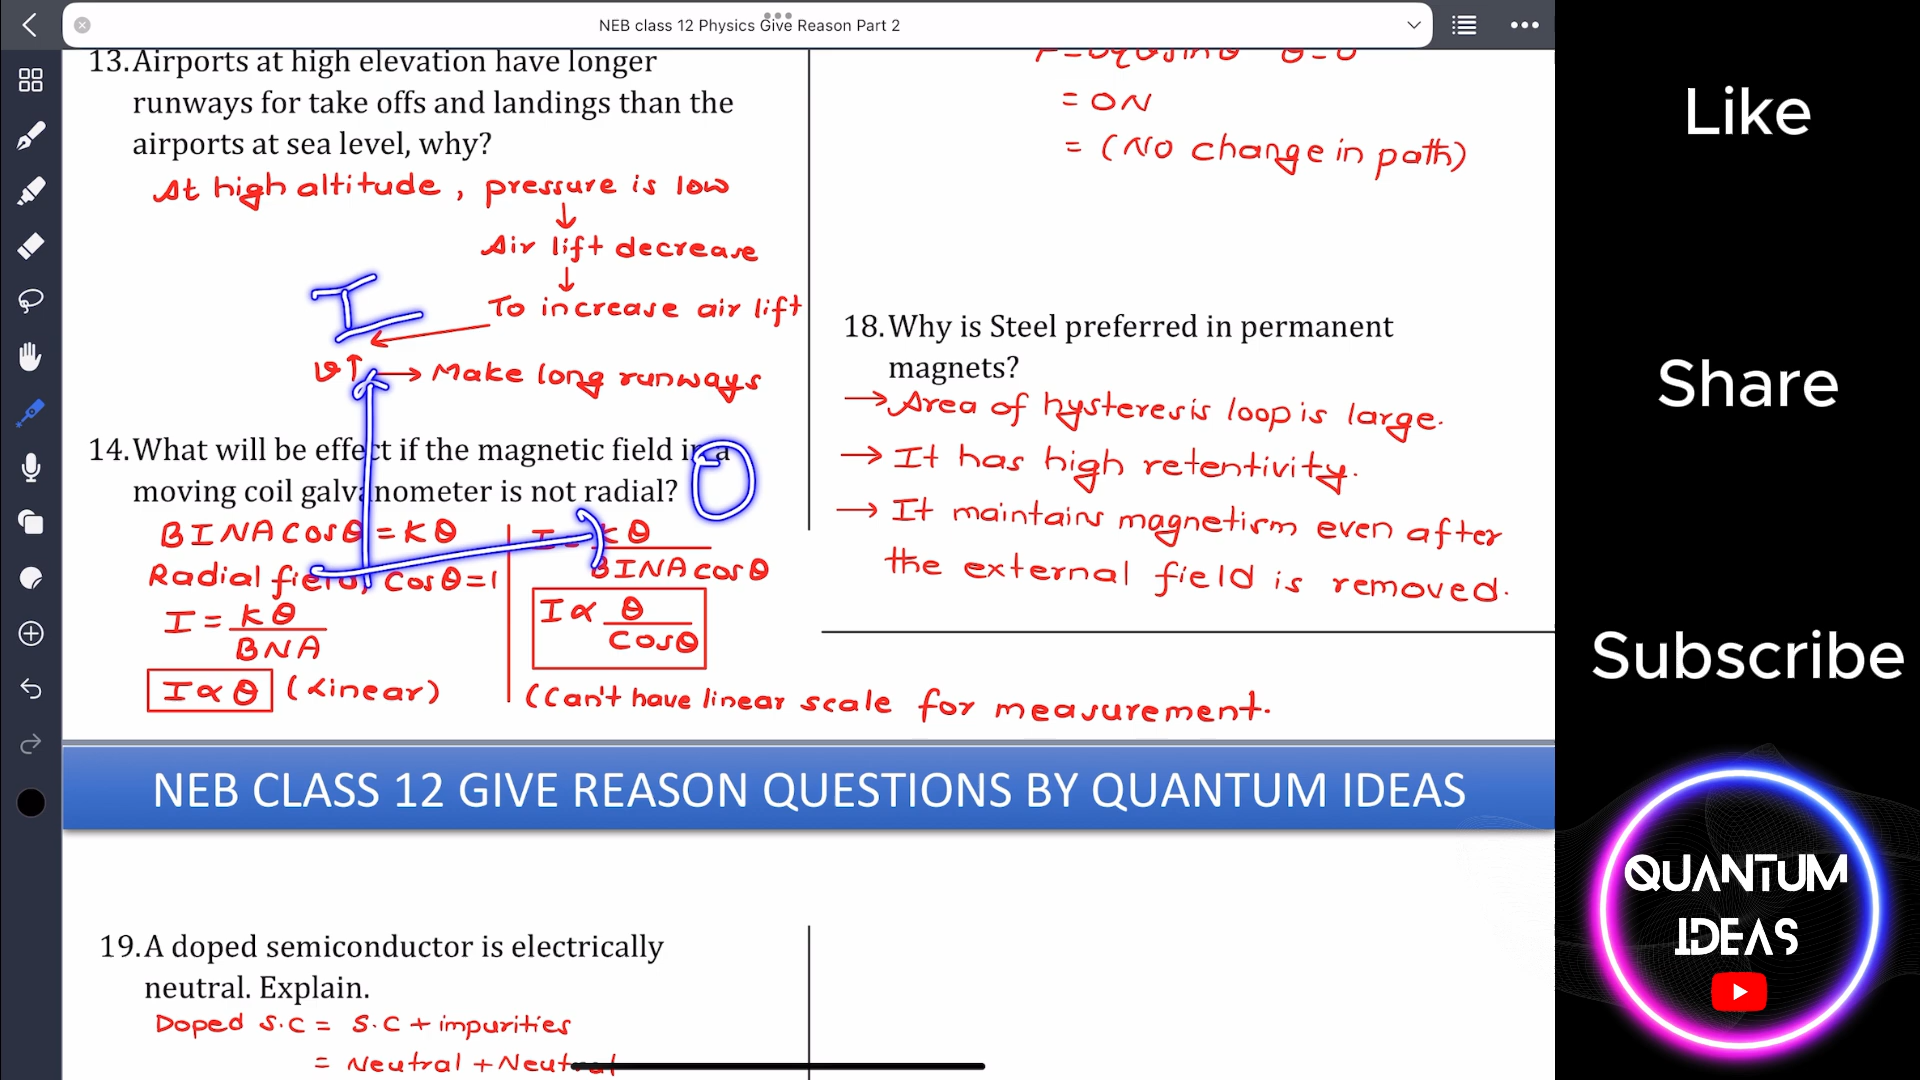 NEB class 12 Physics Give Reason Part 2
13. Airports at high elevation have longer
runways for take offs and landings than the
airports at sea level, why?
At high altitude, pressure is low
↓
Air lift decrease
↓
To increase air lift
I
v↑ → Make long runways
14. What will be effect if the magnetic field in a
moving coil galvanometer is not radial?
θ
BINA cosθ = Kθ
Radial field, cosθ=1
I = Kθ
BNA
I ∝ θ (Linear)
I = Kθ
BINA cosθ
I ∝ θ
cosθ
(Can't have linear scale for measurement.
= 0N
= (No change in path)
18. Why is Steel preferred in permanent
magnets?
→ Area of hysteresis loop is large.
→ It has high retentivity.
→ It maintains magnetism even after
the external field is removed.
NEB CLASS 12 GIVE REASON QUESTIONS BY QUANTUM IDEAS
19. A doped semiconductor is electrically
neutral. Explain.
Doped S.C = S.C + impurities
= Neutral + Neutral
Like
Share
Subscribe
QUANTUM
IDEAS